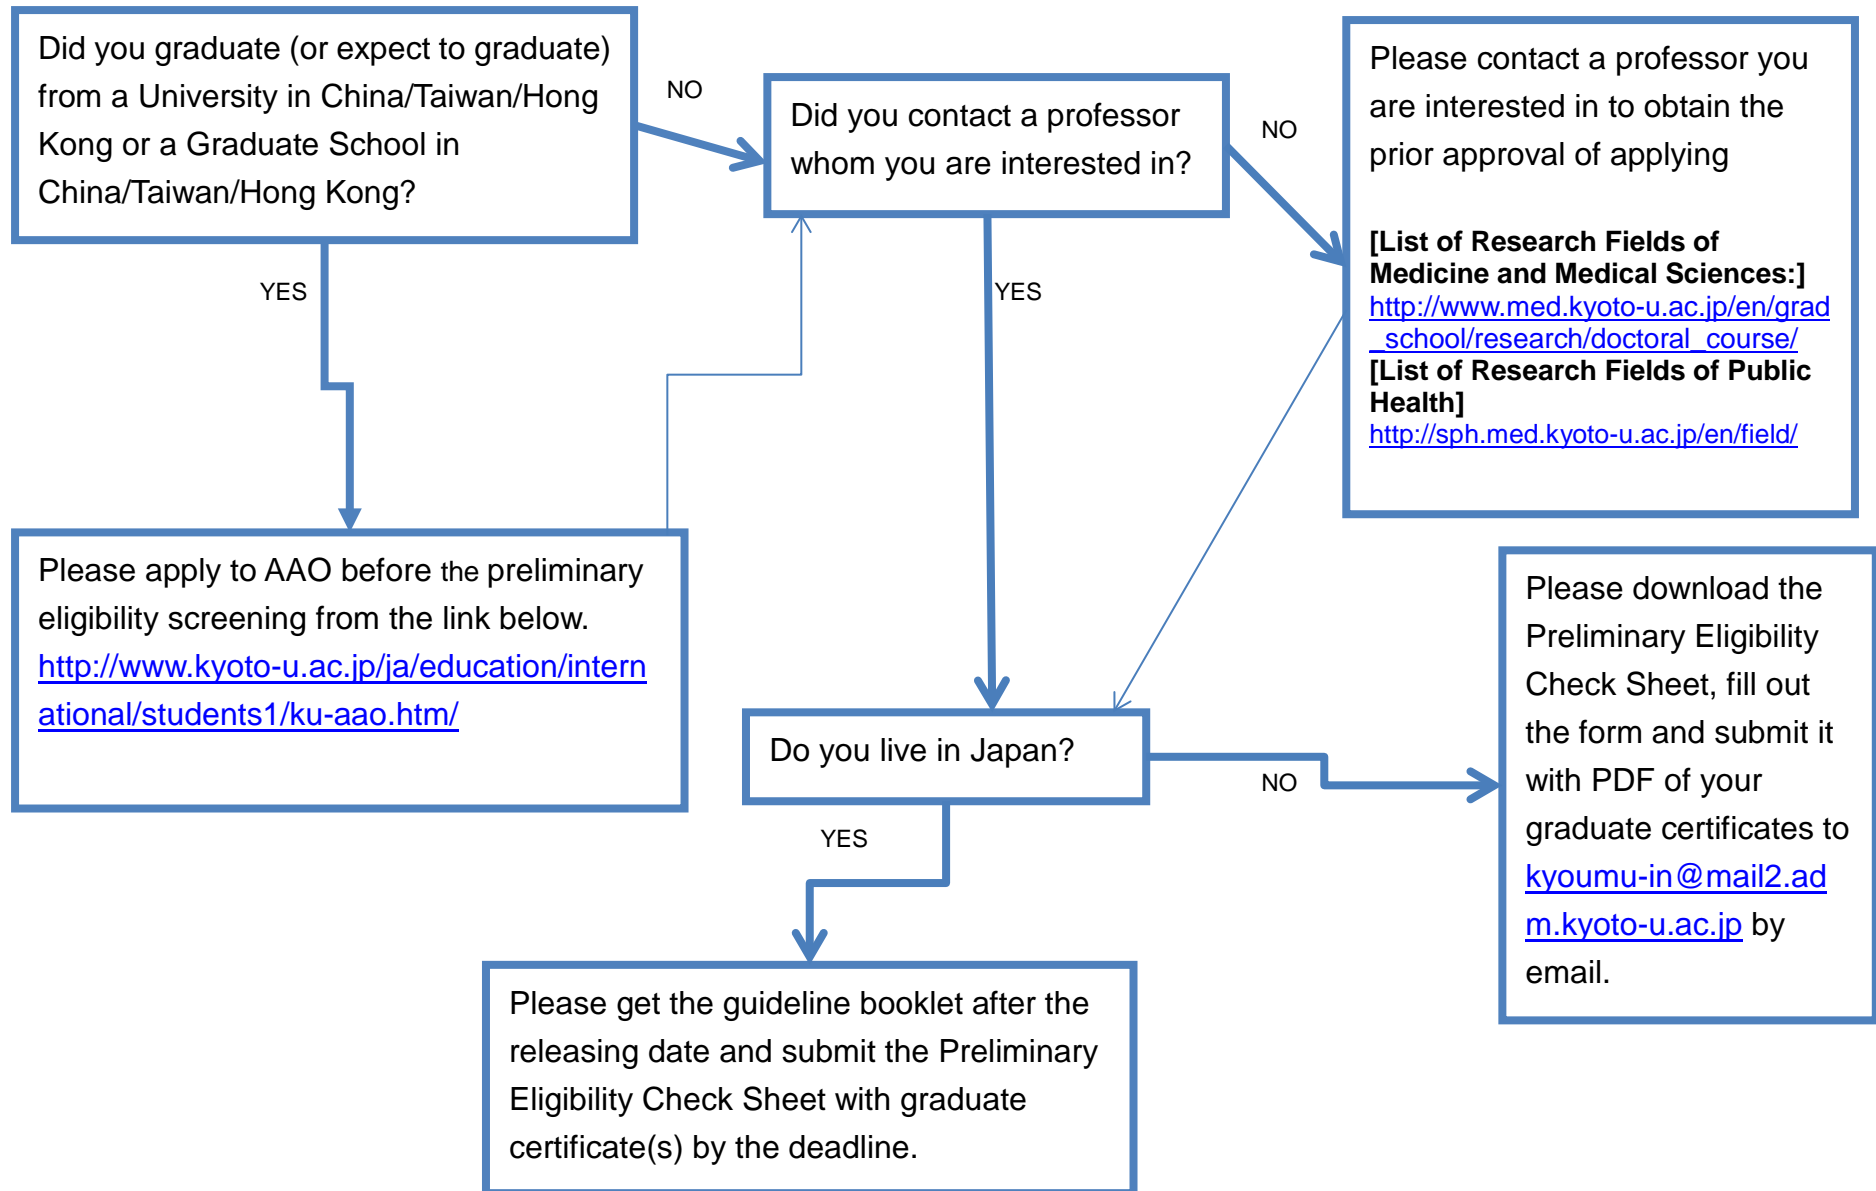 Did you graduate (or expect to graduate)
from a University in China/Taiwan/Hong
Kong or a Graduate School in
China/Taiwan/Hong Kong?
NO
Did you contact a professor
whom you are interested in?
NO
Please contact a professor you
are interested in to obtain the
prior approval of applying
[List of Research Fields of
Medicine and Medical Sciences:]
http://www.med.kyoto-u.ac.jp/en/grad
_school/research/doctoral_course/
[List of Research Fields of Public
Health]
http://sph.med.kyoto-u.ac.jp/en/field/
YES
YES
Please apply to AAO before the preliminary
eligibility screening from the link below.
http://www.kyoto-u.ac.jp/ja/education/intern
ational/students1/ku-aao.htm/
Do you live in Japan?
NO
Please download the
Preliminary Eligibility
Check Sheet, fill out
the form and submit it
with PDF of your
graduate certificates to
kyoumu-in@mail2.ad
m.kyoto-u.ac.jp by
email.
YES
Please get the guideline booklet after the
releasing date and submit the Preliminary
Eligibility Check Sheet with graduate
certificate(s) by the deadline.